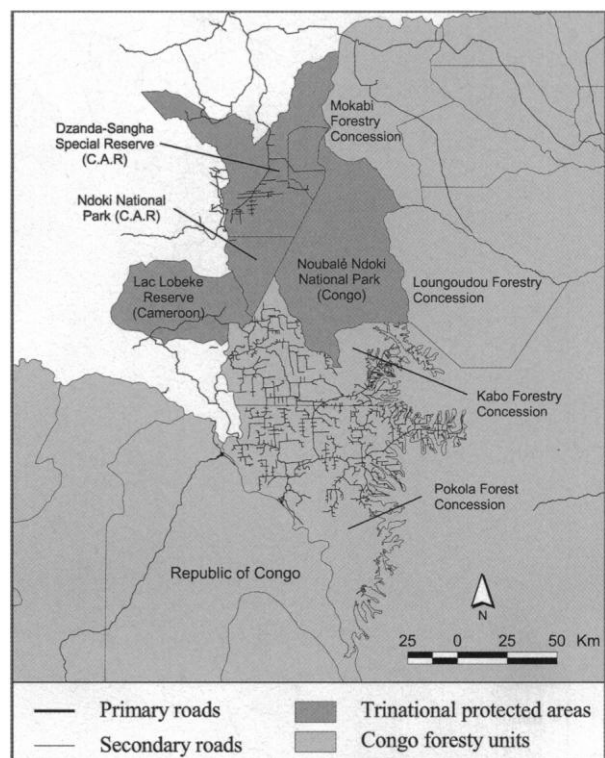 Mokabi
Forestry
Concession
Dzanda-Sangha
Special Reserve
(C.A.R)
Ndoki National
Park (C.A.R)
Noubalé Ndoki
National Park
(Congo)
Lac Lobeke
Reserve
(Cameroon)
Loungoudou Forestry
Concession
Kabo Forestry
Concession
Pokola Forest
Concession
Republic of Congo
N
25 0 25 50 Km
Primary roads
Secondary roads
Trinational protected areas
Congo foresty units